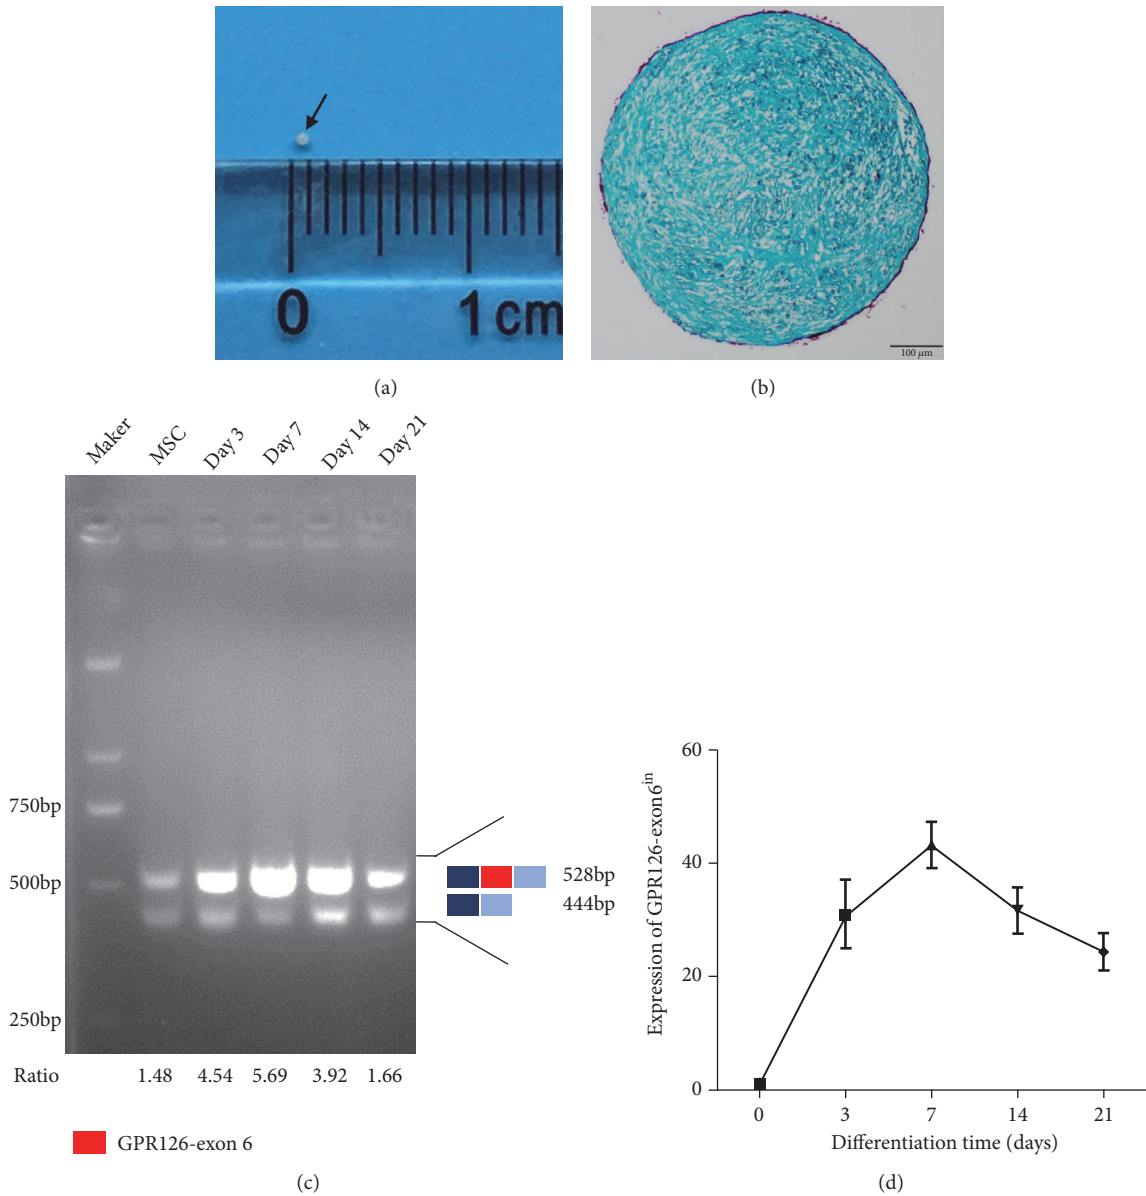 0
1 cm
100 μm
(a)
(b)
Maker
MSC
Day 3
Day 7
Day 14
Day 21
750bp
500bp
250bp
528bp
444bp
Ratio 1.48 4.54 5.69 3.92 1.66
GPR126-exon 6
(c)
Expression of GPR126-exon6in
60
40
20
0
0 3 7 14 21
Differentiation time (days)
(d)